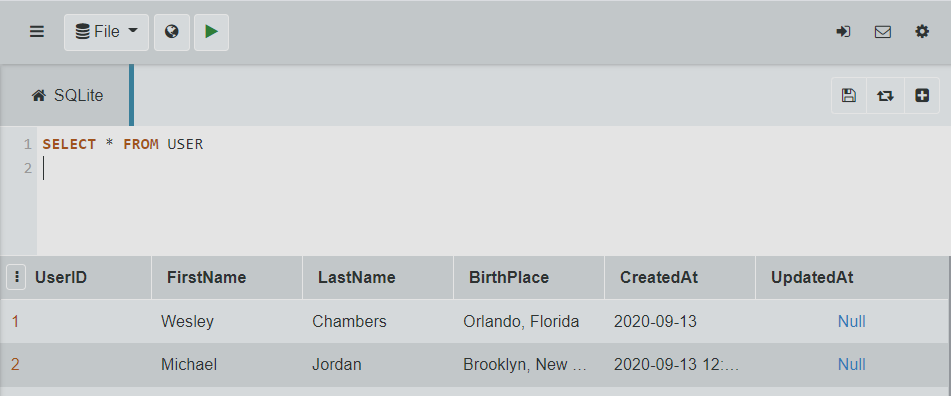 File
SQLite
1 SELECT * FROM USER
2
UserID FirstName LastName BirthPlace CreatedAt UpdatedAt
1 Wesley Chambers Orlando, Florida 2020-09-13 Null
2 Michael Jordan Brooklyn, New ... 2020-09-13 12:... Null